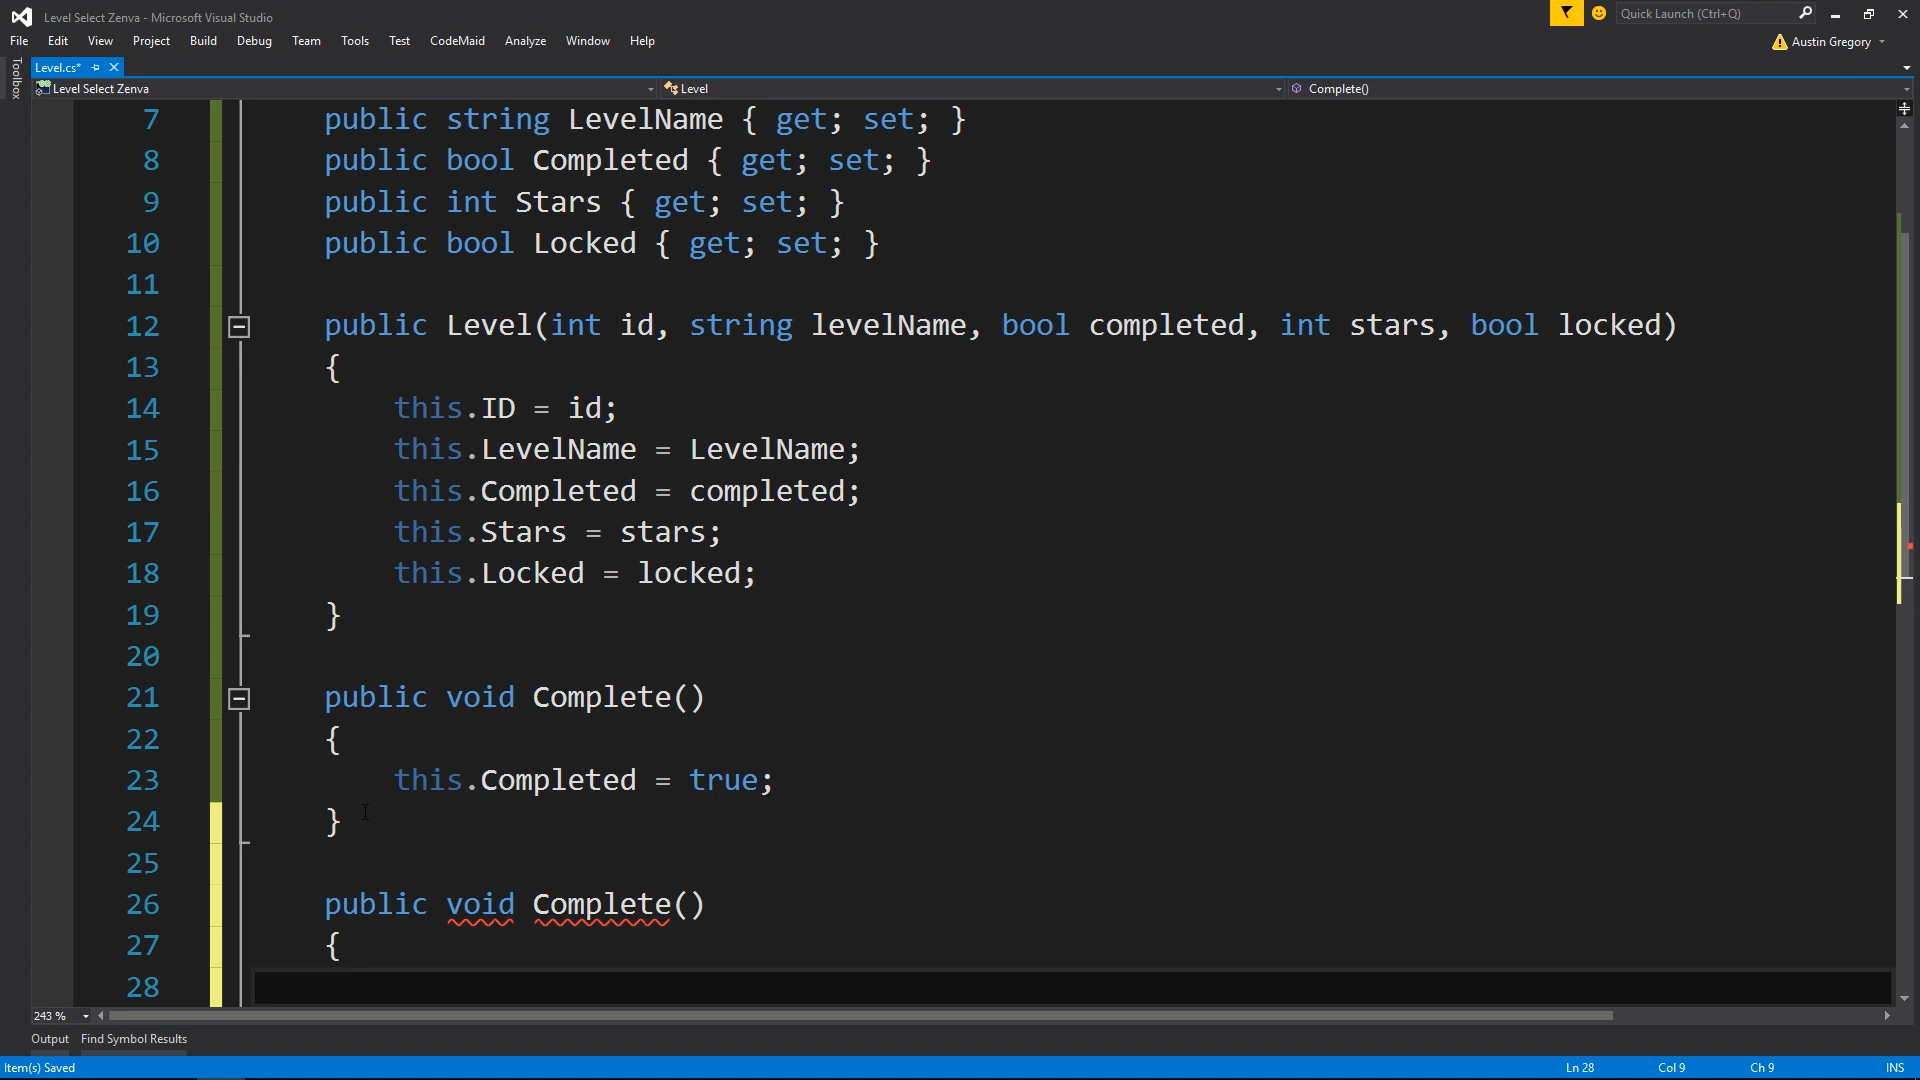 Level Select Zenva - Microsoft Visual Studio
Quick Launch (Ctrl+Q)
File Edit View Project Build Debug Team Tools Test CodeMaid Analyze Window Help
Austin Gregory
Toolbox
Level.cs*
Level Select Zenva
Level
Complete()
7 public string LevelName { get; set; }
8 public bool Completed { get; set; }
9 public int Stars { get; set; }
10 public bool Locked { get; set; }
11
12 public Level(int id, string levelName, bool completed, int stars, bool locked)
13 {
14 this.ID = id;
15 this.LevelName = LevelName;
16 this.Completed = completed;
17 this.Stars = stars;
18 this.Locked = locked;
19 }
20
21 public void Complete()
22 {
23 this.Completed = true;
24 }
25
26 public void Complete()
27 {
28
243 %
Output Find Symbol Results
Item(s) Saved
Ln 28 Col 9 Ch 9 INS